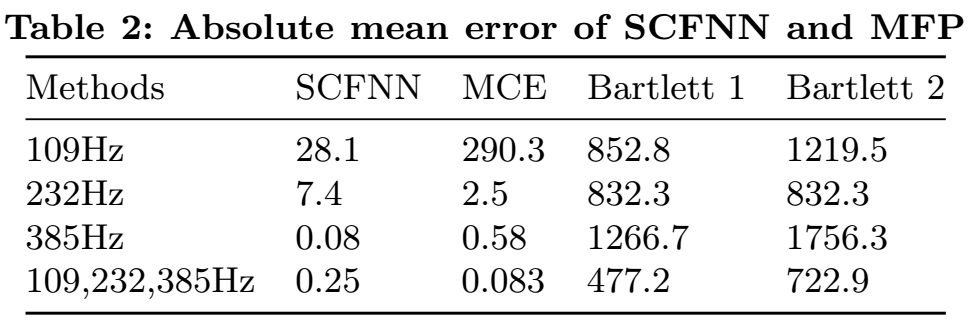 Table 2: Absolute mean error of SCFNN and MFP
Methods SCFNN MCE Bartlett 1 Bartlett 2
109Hz 28.1 290.3 852.8 1219.5
232Hz 7.4 2.5 832.3 832.3
385Hz 0.08 0.58 1266.7 1756.3
109,232,385Hz 0.25 0.083 477.2 722.9